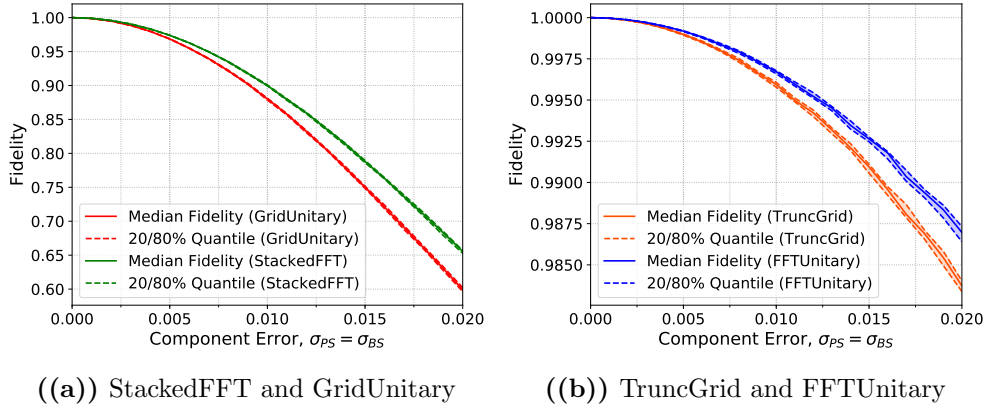 1.00
0.95
0.90
0.85
0.80
0.75
0.70
0.65
0.60
Fidelity
Median Fidelity (GridUnitary)
20/80% Quantile (GridUnitary)
Median Fidelity (StackedFFT)
20/80% Quantile (StackedFFT)
0.000 0.005 0.010 0.015 0.020
Component Error, σ_PS = σ_BS
((a)) StackedFFT and GridUnitary
1.0000
0.9975
0.9950
0.9925
0.9900
0.9875
0.9850
Fidelity
Median Fidelity (TruncGrid)
20/80% Quantile (TruncGrid)
Median Fidelity (FFTUnitary)
20/80% Quantile (FFTUnitary)
0.000 0.005 0.010 0.015 0.020
Component Error, σ_PS = σ_BS
((b)) TruncGrid and FFTUnitary